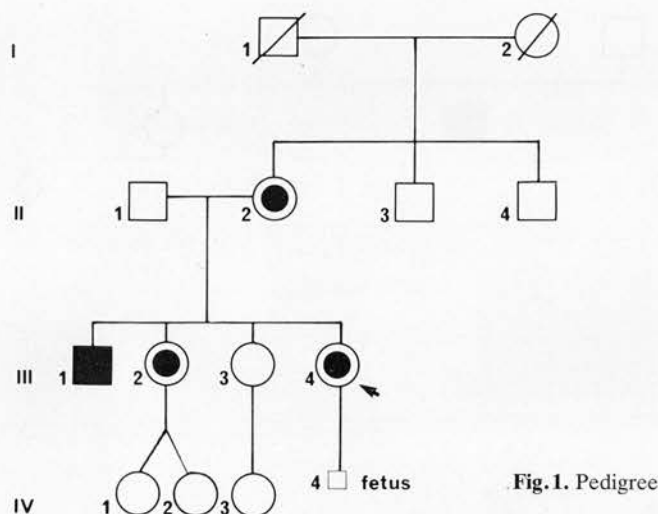 I
1 2
II
1 2 3 4
III
1 2 3 4
IV
1 2 3 4 fetus
Fig. 1. Pedigree